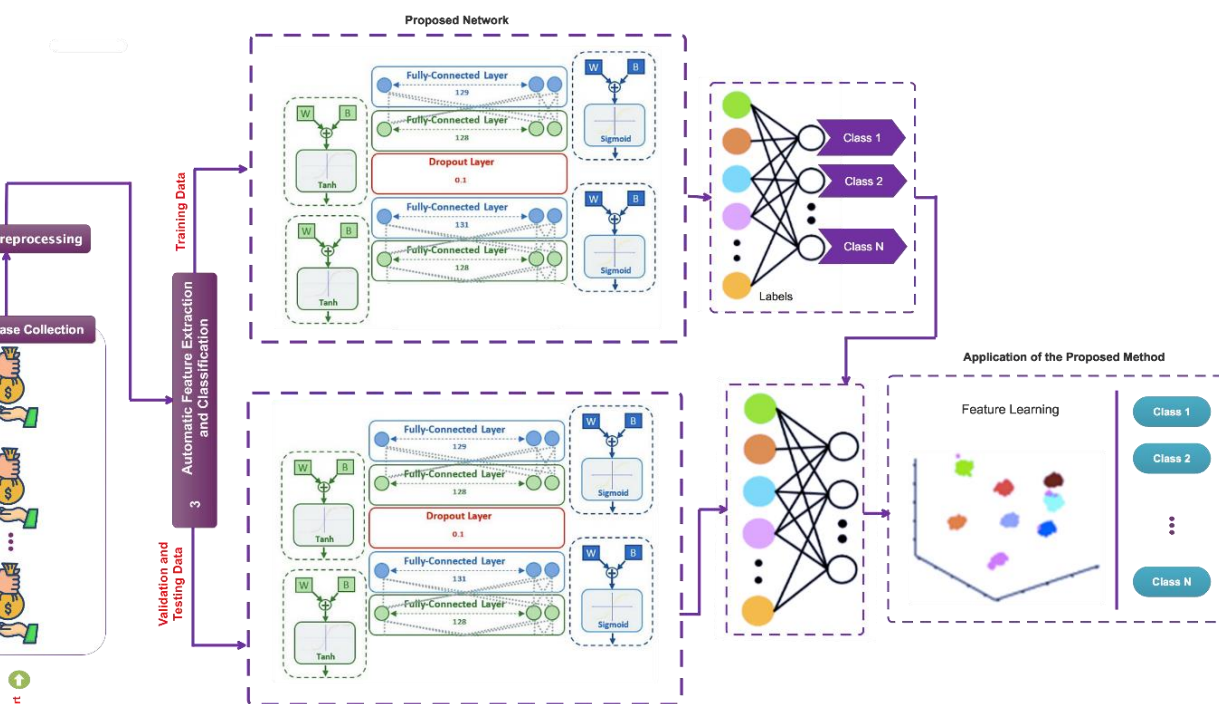 Proposed Network
Fully-Connected Layer
129
Fully-Connected Layer
128
Dropout Layer
0.1
Fully-Connected Layer
131
Fully-Connected Layer
128
W B
Tanh
W B
Tanh
W B
Sigmoid
W B
Sigmoid
Class 1
Class 2
Class N
Labels
Training Data
reprocessing
ase Collection
$
$
$
rt
3
Automatic Feature Extraction
and Classification
Validation and
Testing Data
Fully-Connected Layer
129
Fully-Connected Layer
128
Dropout Layer
0.1
Fully-Connected Layer
131
Fully-Connected Layer
128
W B
Tanh
W B
Tanh
W B
Sigmoid
W B
Sigmoid
Application of the Proposed Method
Feature Learning
Class 1
Class 2
Class N